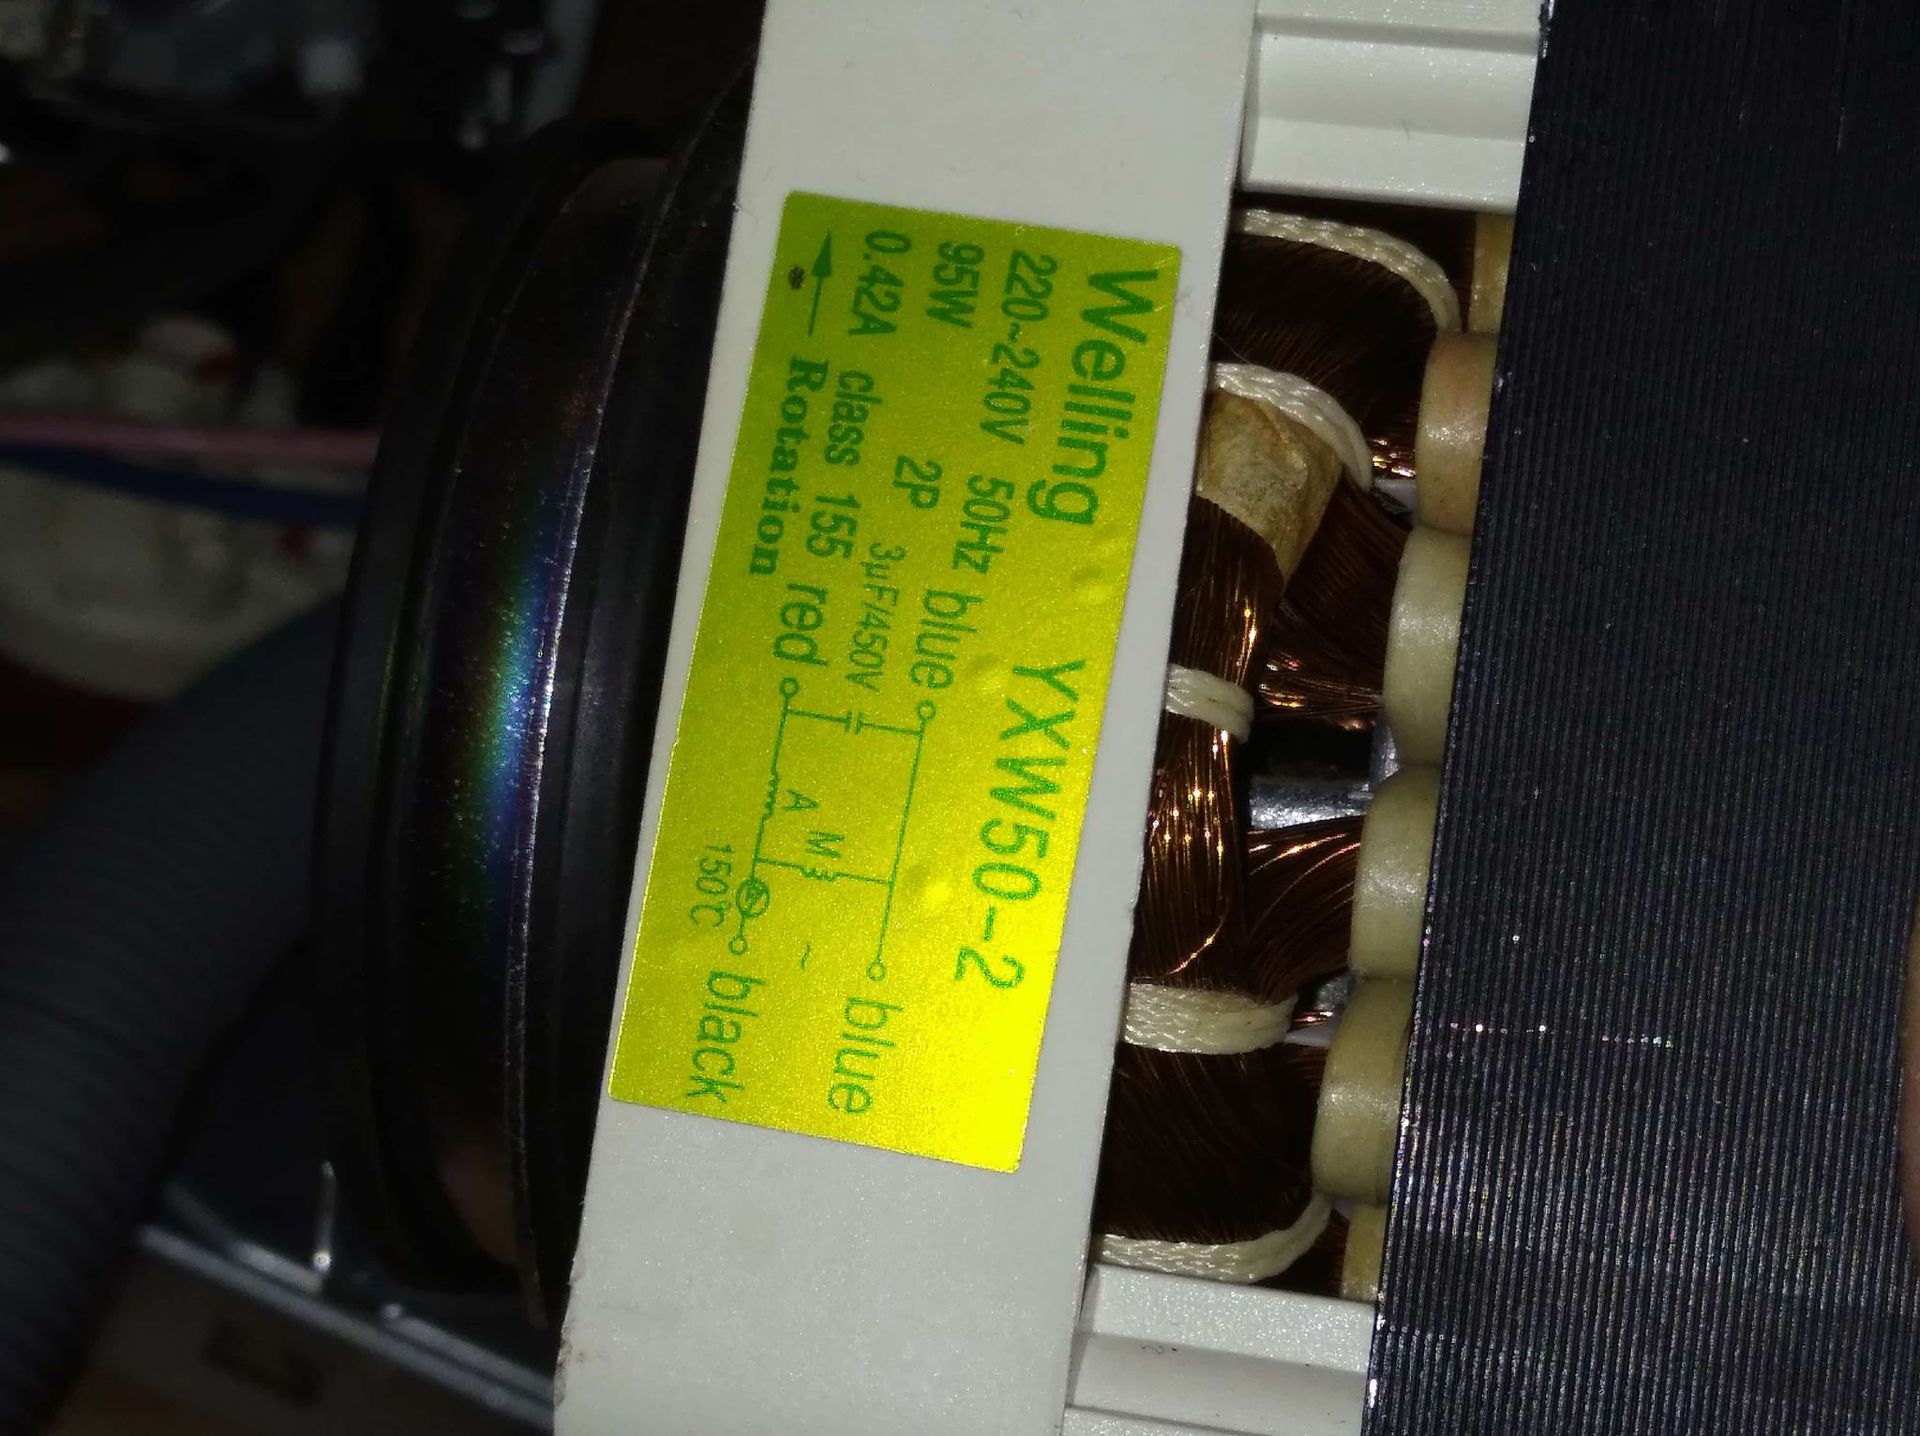 Welling YXW50-2
220~240V 50Hz blue blue
95W 2P 3μF/450V
0.42A class 155 red A M ~
Rotation 150℃ black